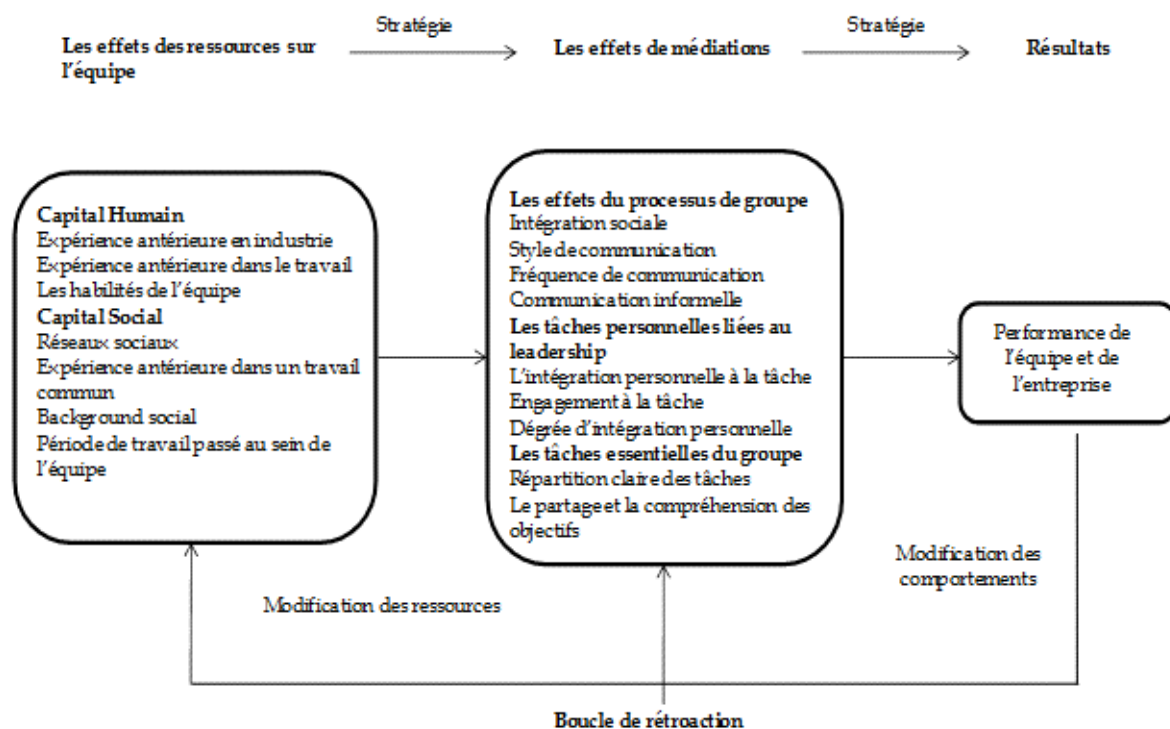 Stratégie
Stratégie
Les effets des ressources sur
l'équipe
Les effets de médiations
Résultats
Capital Humain
Expérience antérieure en industrie
Expérience antérieure dans le travail
Les habilités de l'équipe
Capital Social
Réseaux sociaux
Expérience antérieure dans un travail
commun
Background social
Période de travail passé au sein de
l'équipe
Les effets du processus de groupe
Intégration sociale
Style de communication
Fréquence de communication
Communication informelle
Les tâches personnelles liées au
leadership
L'intégration personnelle à la tâche
Engagement à la tâche
Dégrée d'intégration personnelle
Les tâches essentielles du groupe
Répartition claire des tâches
Le partage et la compréhension des
objectifs
Performance de
l'équipe et de
l'entreprise
Modification des
comportements
Modification des ressources
Boucle de rétroaction